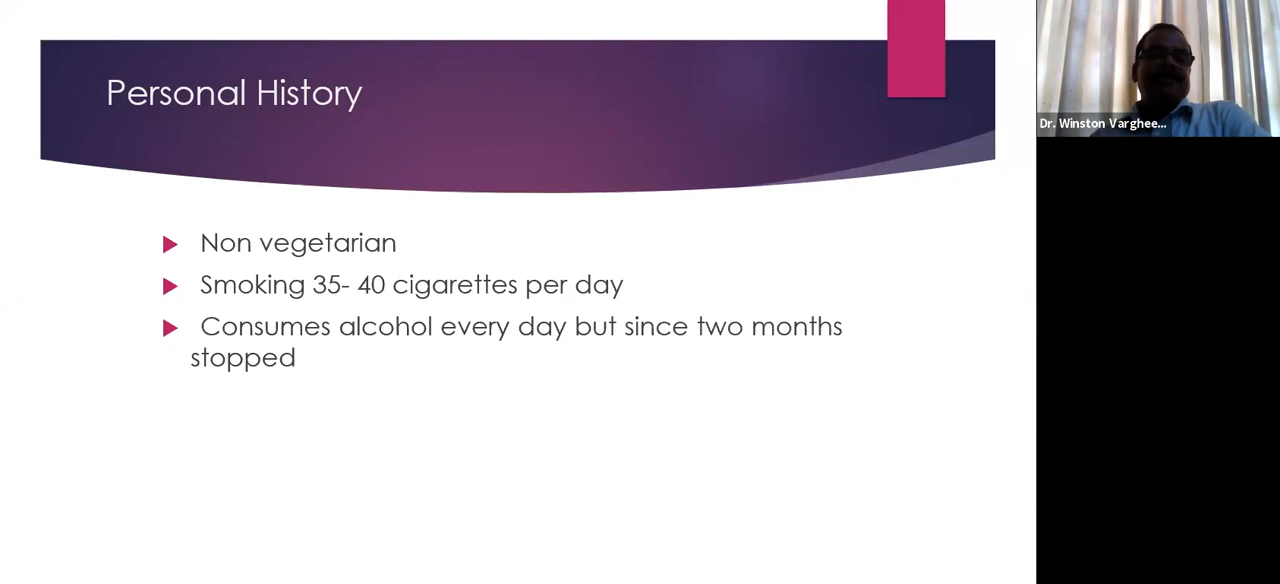 Personal History
Non vegetarian
Smoking 35- 40 cigarettes per day
Consumes alcohol every day but since two months
stopped
Dr. Winston Varghee...